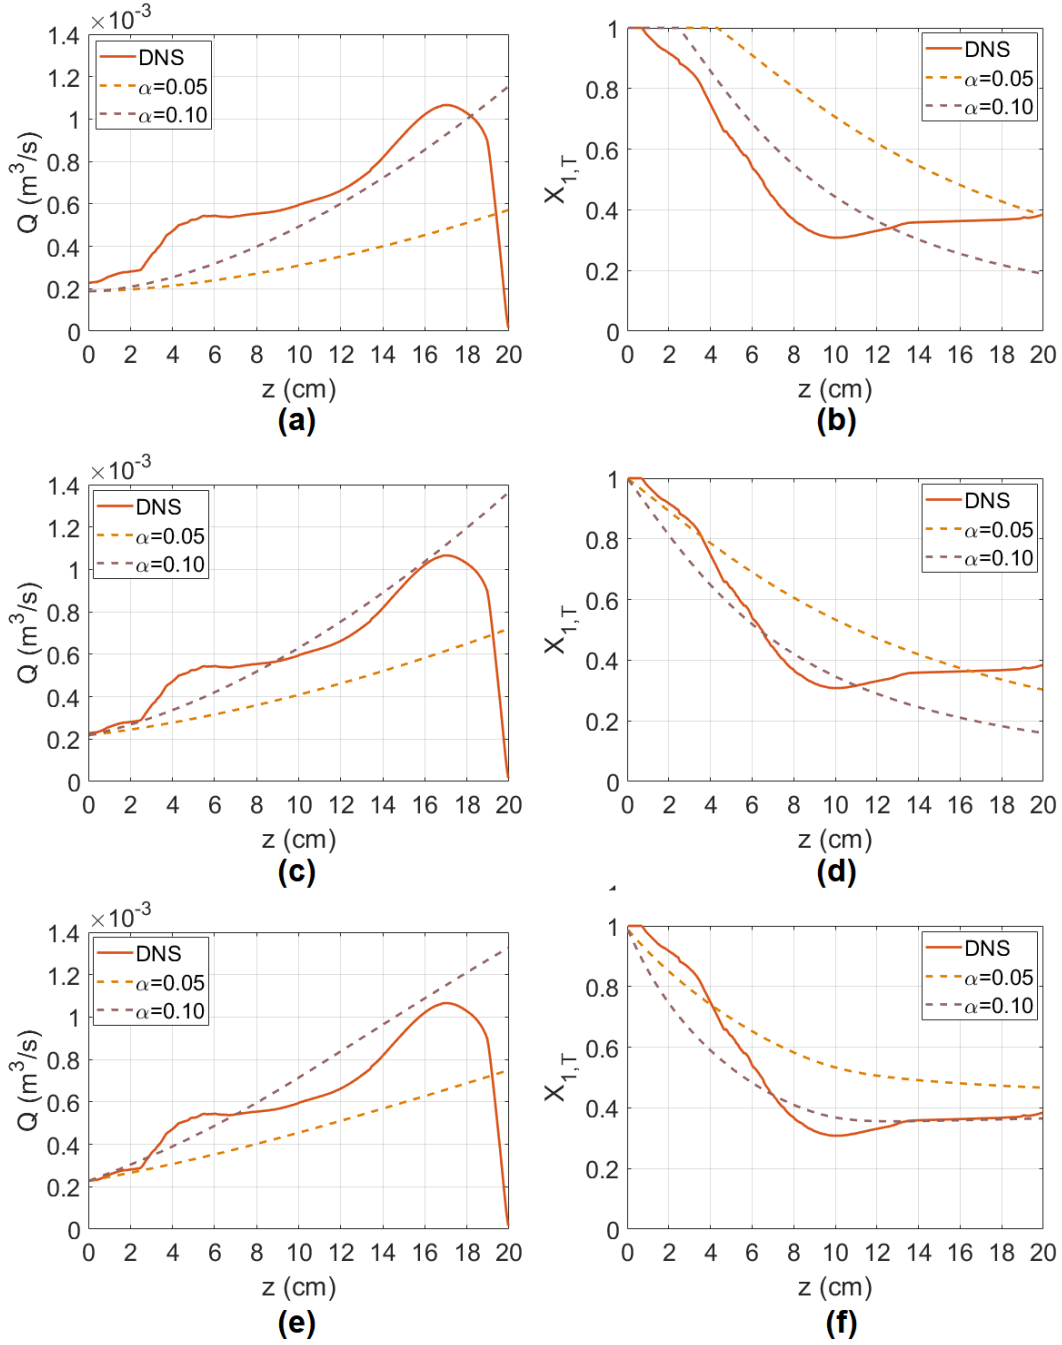 ×10-3
1.4
1.2
1
0.8
0.6
0.4
0.2
0
Q (m3/s)
DNS
α=0.05
α=0.10
0 2 4 6 8 10 12 14 16 18 20
z (cm)
(a)
1
0.8
0.6
0.4
0.2
0
X1,T
DNS
α=0.05
α=0.10
0 2 4 6 8 10 12 14 16 18 20
z (cm)
(b)
×10-3
1.4
1.2
1
0.8
0.6
0.4
0.2
0
Q (m3/s)
DNS
α=0.05
α=0.10
0 2 4 6 8 10 12 14 16 18 20
z (cm)
(c)
1
0.8
0.6
0.4
0.2
0
X1,T
DNS
α=0.05
α=0.10
0 2 4 6 8 10 12 14 16 18 20
z (cm)
(d)
×10-3
1.4
1.2
1
0.8
0.6
0.4
0.2
0
Q (m3/s)
DNS
α=0.05
α=0.10
0 2 4 6 8 10 12 14 16 18 20
z (cm)
(e)
1
0.8
0.6
0.4
0.2
0
X1,T
DNS
α=0.05
α=0.10
0 2 4 6 8 10 12 14 16 18 20
z (cm)
(f)